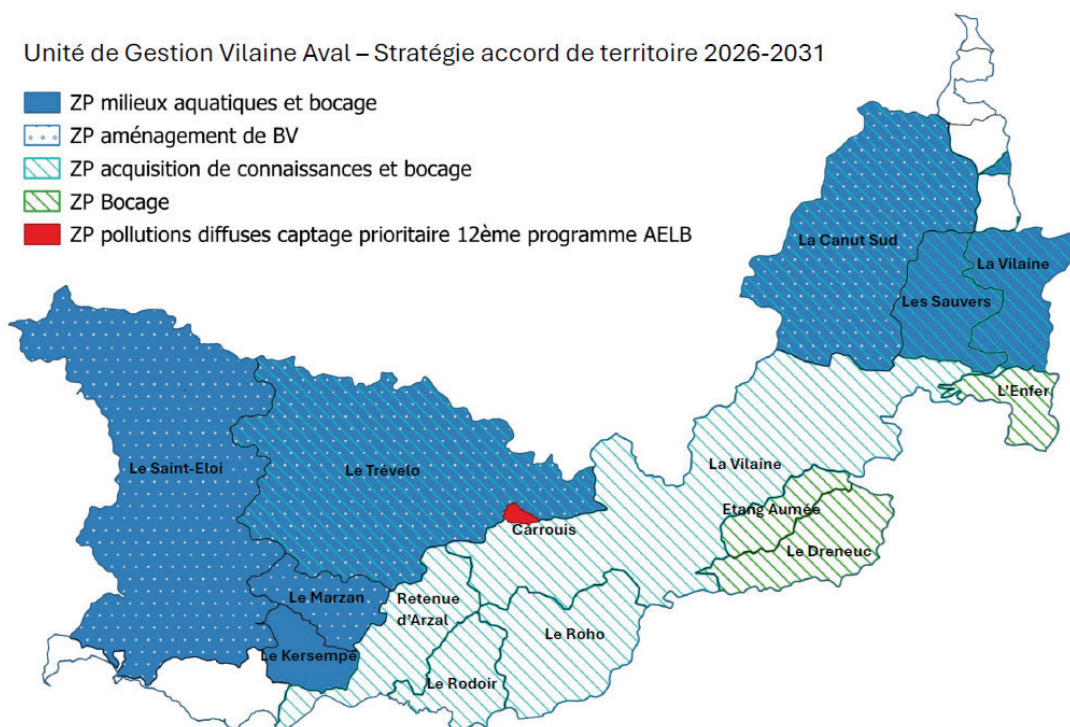 Unité de Gestion Vilaine Aval – Stratégie accord de territoire 2026-2031
ZP milieux aquatiques et bocage
ZP aménagement de BV
ZP acquisition de connaissances et bocage
ZP Bocage
ZP pollutions diffuses captage prioritaire 12ème programme AELB
La Canut Sud
La Vilaine
Les Sauvers
L'Enfer
Le Saint-Eloi
Le Trévelo
La Vilaine
Etang Aumée
Carrouis
Le Dreneuc
Le Marzan
Retenue
d'Arzal
Le Roho
Le Kersempé
Le Rodoir